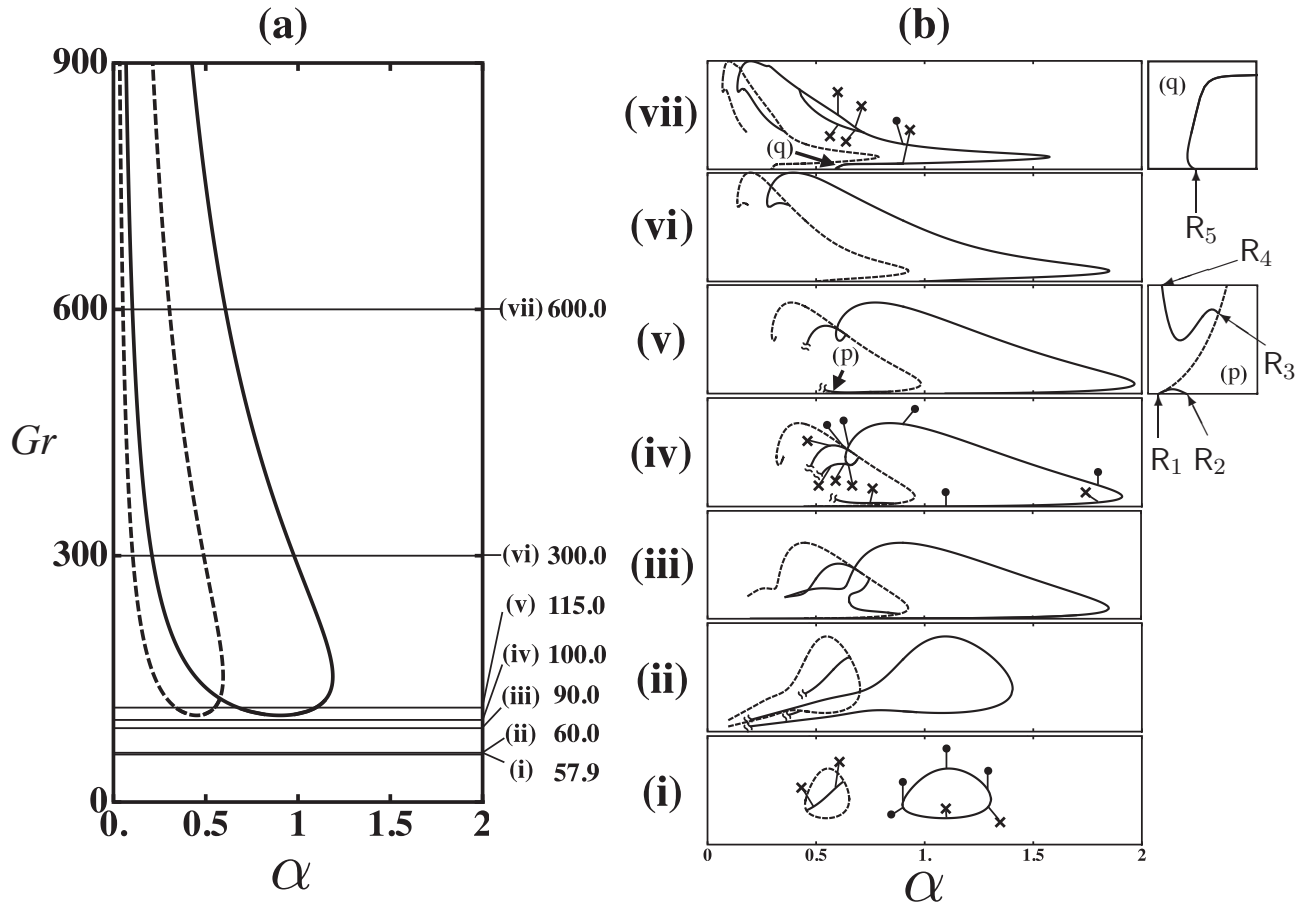 (a)
900
600
300
0
Gr
0.
0.5
1.
1.5
2
α
(vii) 600.0
(vi) 300.0
(v) 115.0
(iv) 100.0
(iii) 90.0
(ii) 60.0
(i) 57.9
(b)
(vii)
(q)
(q)
R5
(vi)
R4
(v)
(p)
(p)
R3
R1 R2
(iv)
(iii)
(ii)
(i)
0
0.5
1.
1.5
2
α